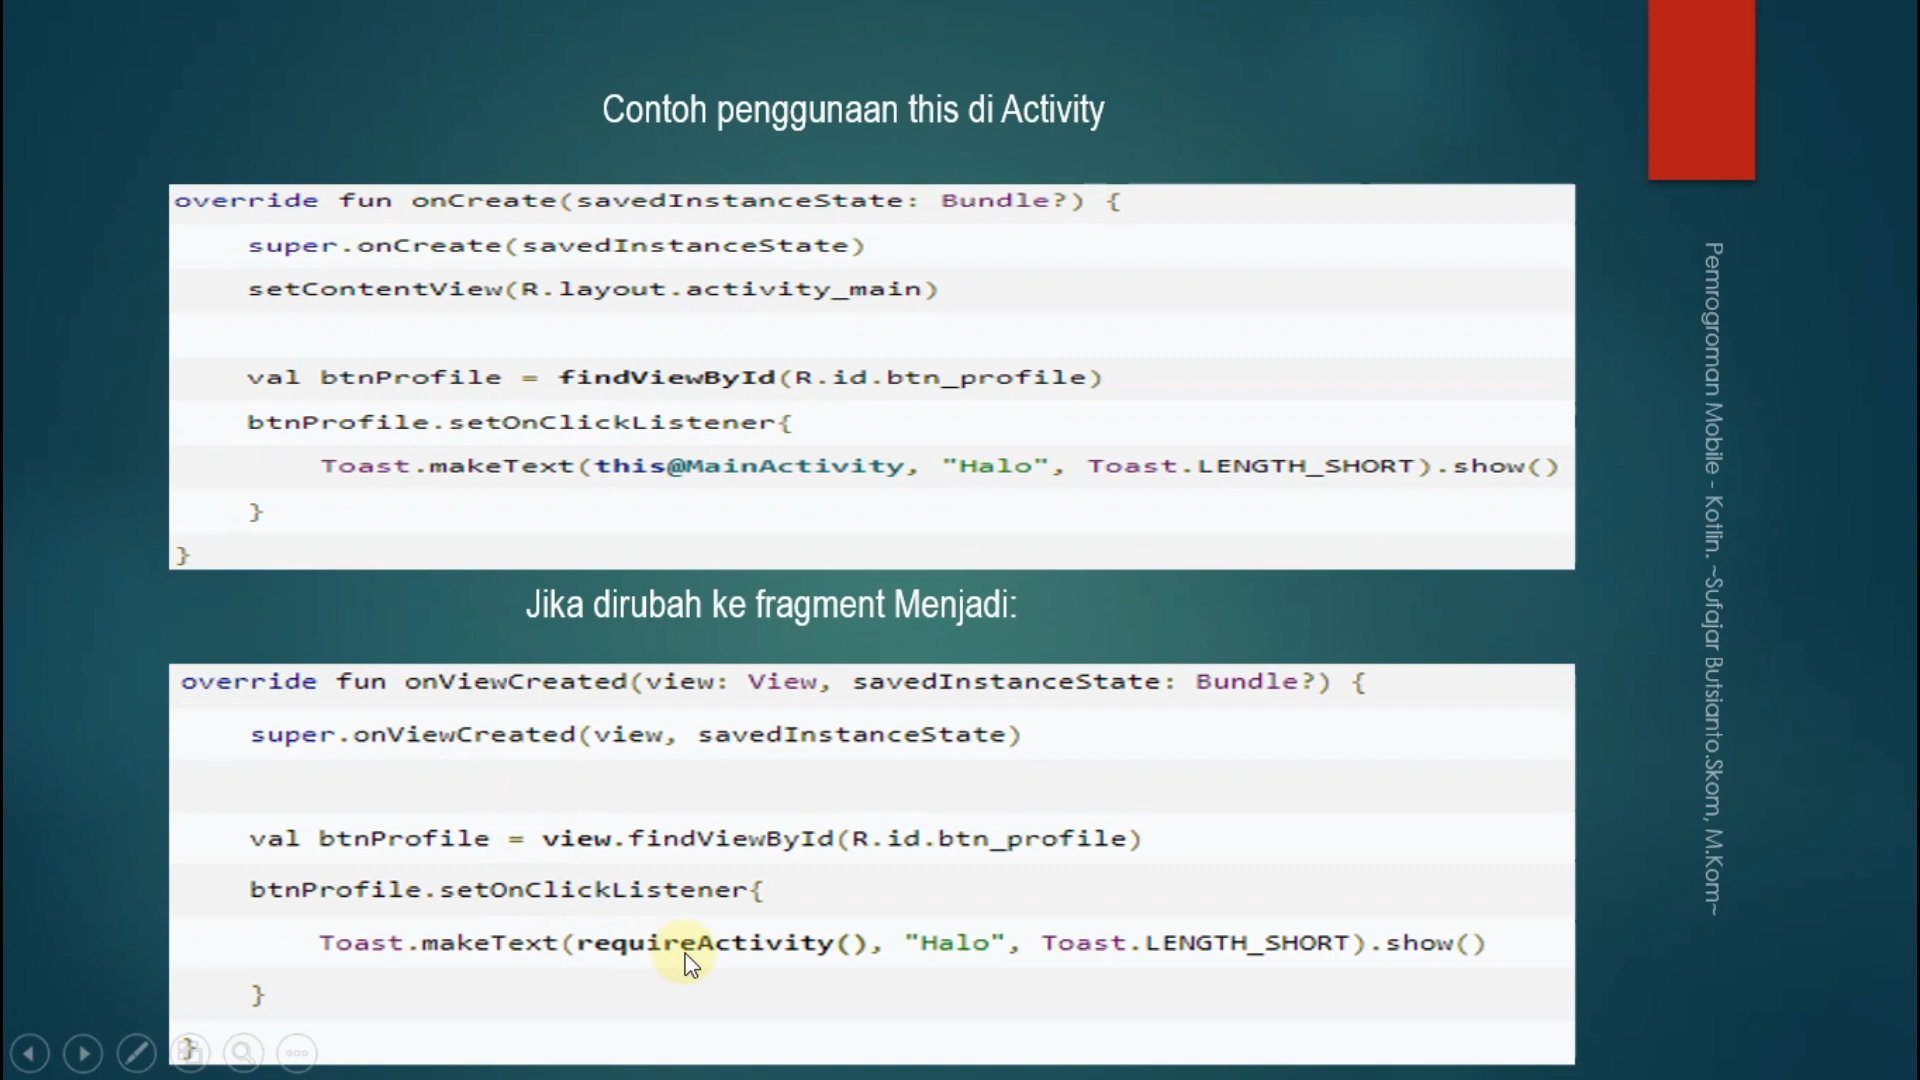 Contoh penggunaan this di Activity
override fun onCreate(savedInstanceState: Bundle?) {
super.onCreate(savedInstanceState)
setContentView(R.layout.activity_main)
val btnProfile = findViewById(R.id.btn_profile)
btnProfile.setOnClickListener{
Toast.makeText(this@MainActivity, "Halo", Toast.LENGTH_SHORT).show()
}
}
Jika dirubah ke fragment Menjadi:
override fun onViewCreated(view: View, savedInstanceState: Bundle?) {
super.onViewCreated(view, savedInstanceState)
val btnProfile = view.findViewById(R.id.btn_profile)
btnProfile.setOnClickListener{
Toast.makeText(requireActivity(), "Halo", Toast.LENGTH_SHORT).show()
}
}
Pemrograman Mobile - Kotlin. ~Sufajar Butsianto.Skom, M.Kom~